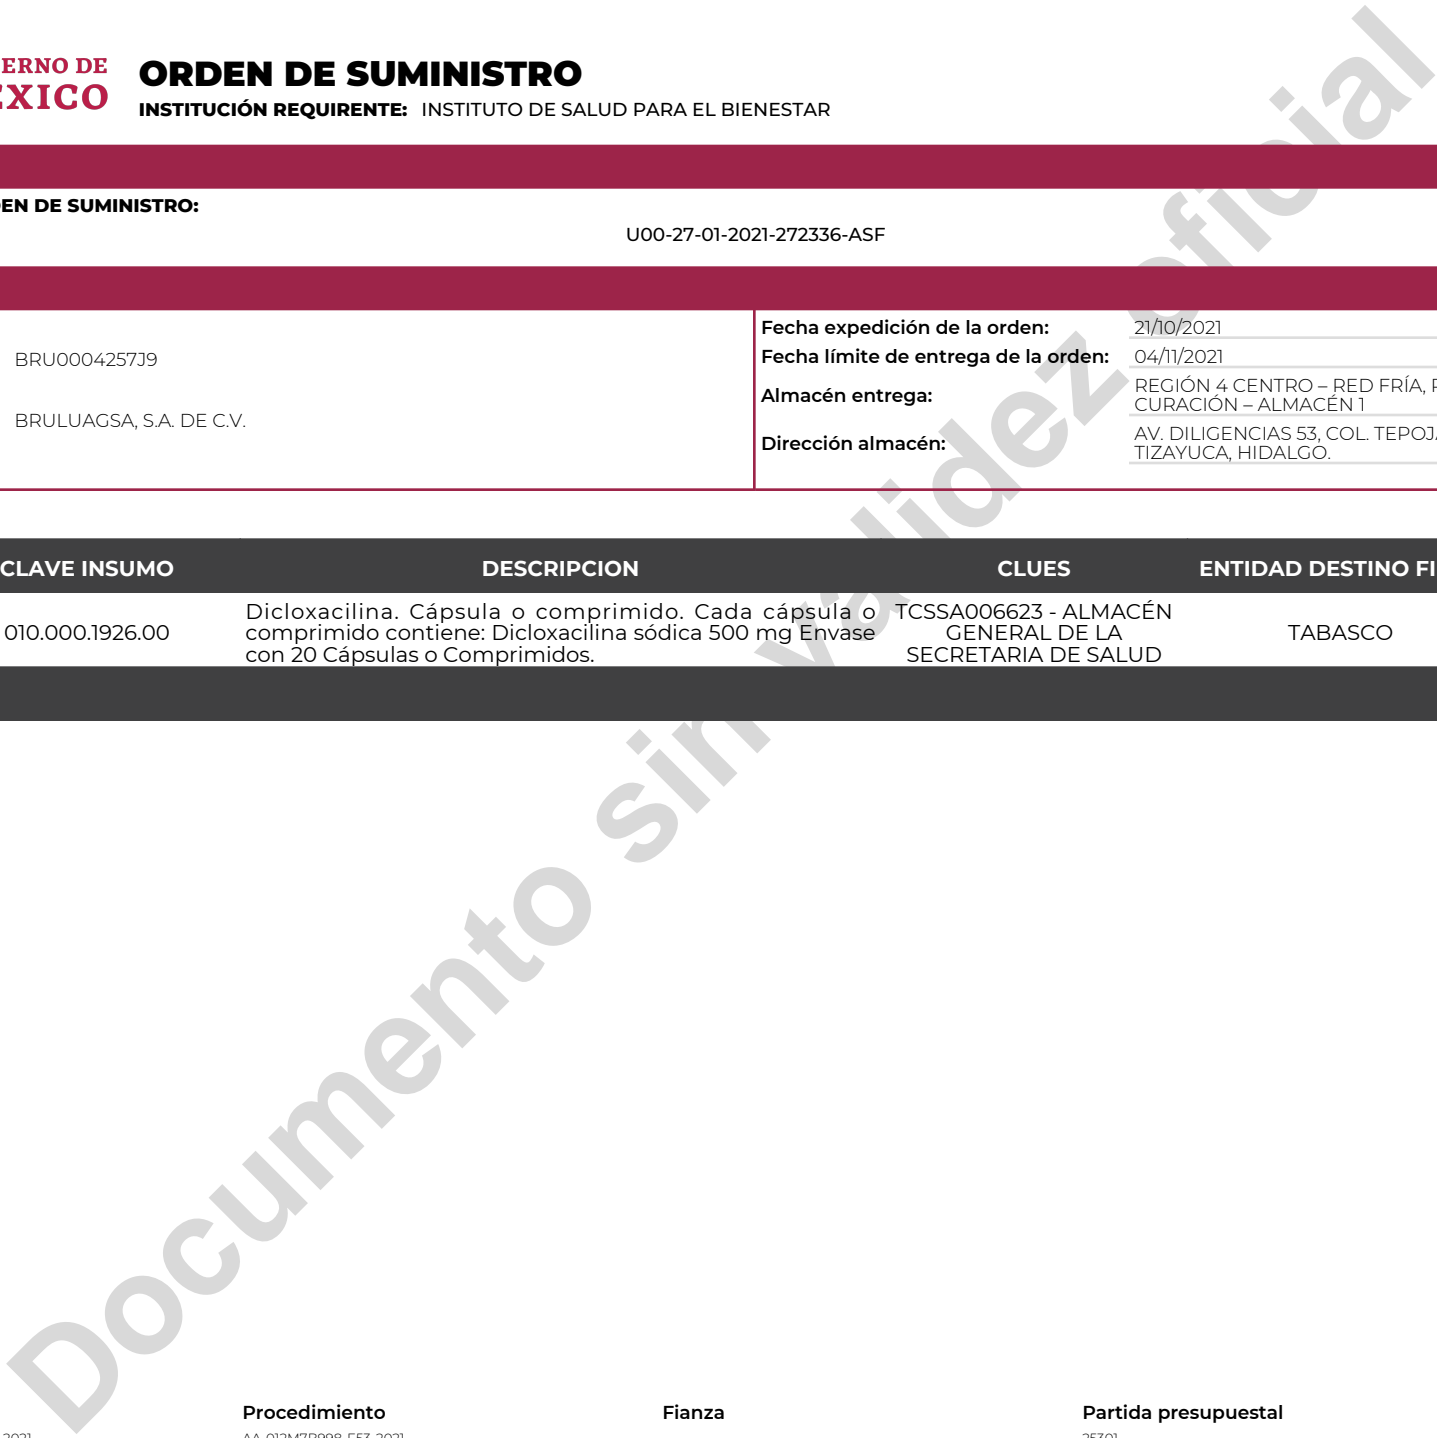 ERNO DE
ÉXICO
ORDEN DE SUMINISTRO
INSTITUCIÓN REQUIRENTE: INSTITUTO DE SALUD PARA EL BIENESTAR
EN DE SUMINISTRO:
U00-27-01-2021-272336-ASF
BRU0004257J9
BRULUAGSA, S.A. DE C.V.
Fecha expedición de la orden: 21/10/2021
Fecha límite de entrega de la orden: 04/11/2021
Almacén entrega: REGIÓN 4 CENTRO – RED FRÍA,
CURACIÓN – ALMACÉN 1
Dirección almacén: AV. DILIGENCIAS 53, COL. TEPOJ
TIZAYUCA, HIDALGO.
CLAVE INSUMO DESCRIPCION CLUES ENTIDAD DESTINO FI
010.000.1926.00
Dicloxacilina. Cápsula o comprimido. Cada cápsula o
comprimido contiene: Dicloxacilina sódica 500 mg Envase
con 20 Cápsulas o Comprimidos.
TCSSA006623 - ALMACÉN
GENERAL DE LA
SECRETARIA DE SALUD
TABASCO
Documento sin validez oficial
Procedimiento Fianza Partida presupuestal